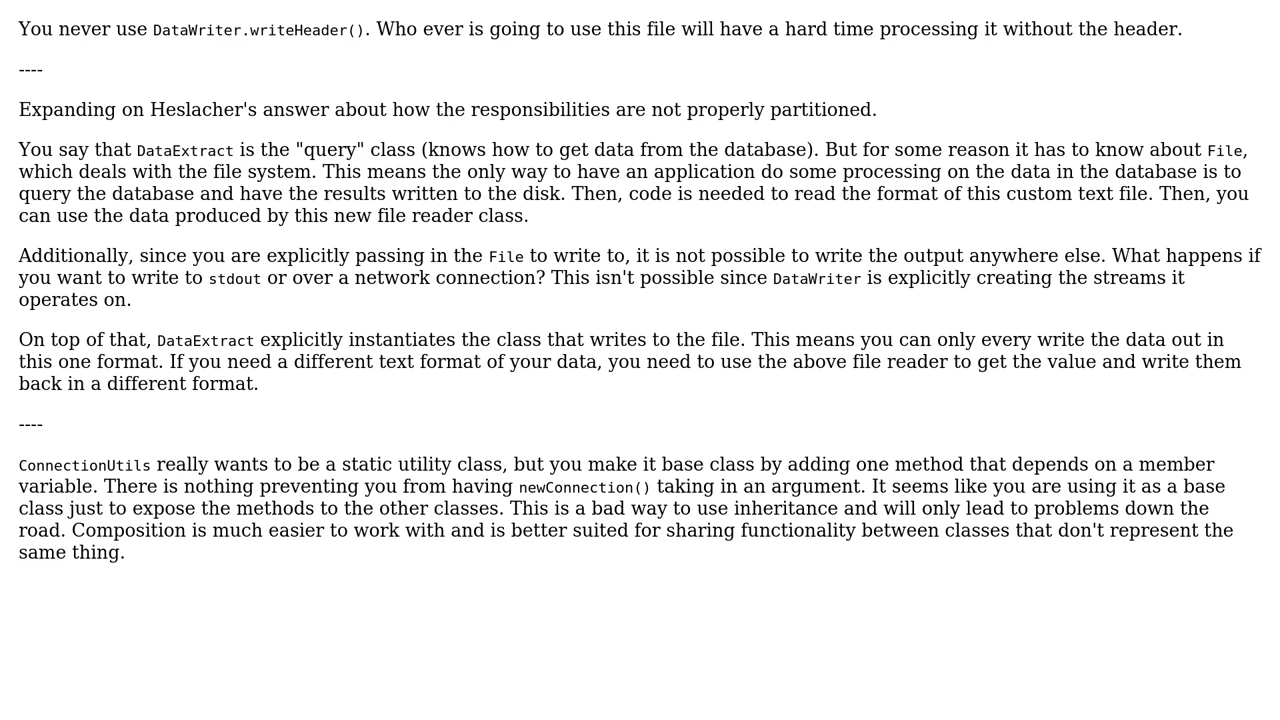 You never use DataWriter.writeHeader(). Who ever is going to use this file will have a hard time processing it without the header.
----
Expanding on Heslacher's answer about how the responsibilities are not properly partitioned.
You say that DataExtract is the "query" class (knows how to get data from the database). But for some reason it has to know about File,
which deals with the file system. This means the only way to have an application do some processing on the data in the database is to
query the database and have the results written to the disk. Then, code is needed to read the format of this custom text file. Then, you
can use the data produced by this new file reader class.
Additionally, since you are explicitly passing in the File to write to, it is not possible to write the output anywhere else. What happens if
you want to write to stdout or over a network connection? This isn't possible since DataWriter is explicitly creating the streams it
operates on.
On top of that, DataExtract explicitly instantiates the class that writes to the file. This means you can only every write the data out in
this one format. If you need a different text format of your data, you need to use the above file reader to get the value and write them
back in a different format.
----
ConnectionUtils really wants to be a static utility class, but you make it base class by adding one method that depends on a member
variable. There is nothing preventing you from having newConnection() taking in an argument. It seems like you are using it as a base
class just to expose the methods to the other classes. This is a bad way to use inheritance and will only lead to problems down the
road. Composition is much easier to work with and is better suited for sharing functionality between classes that don't represent the
same thing.